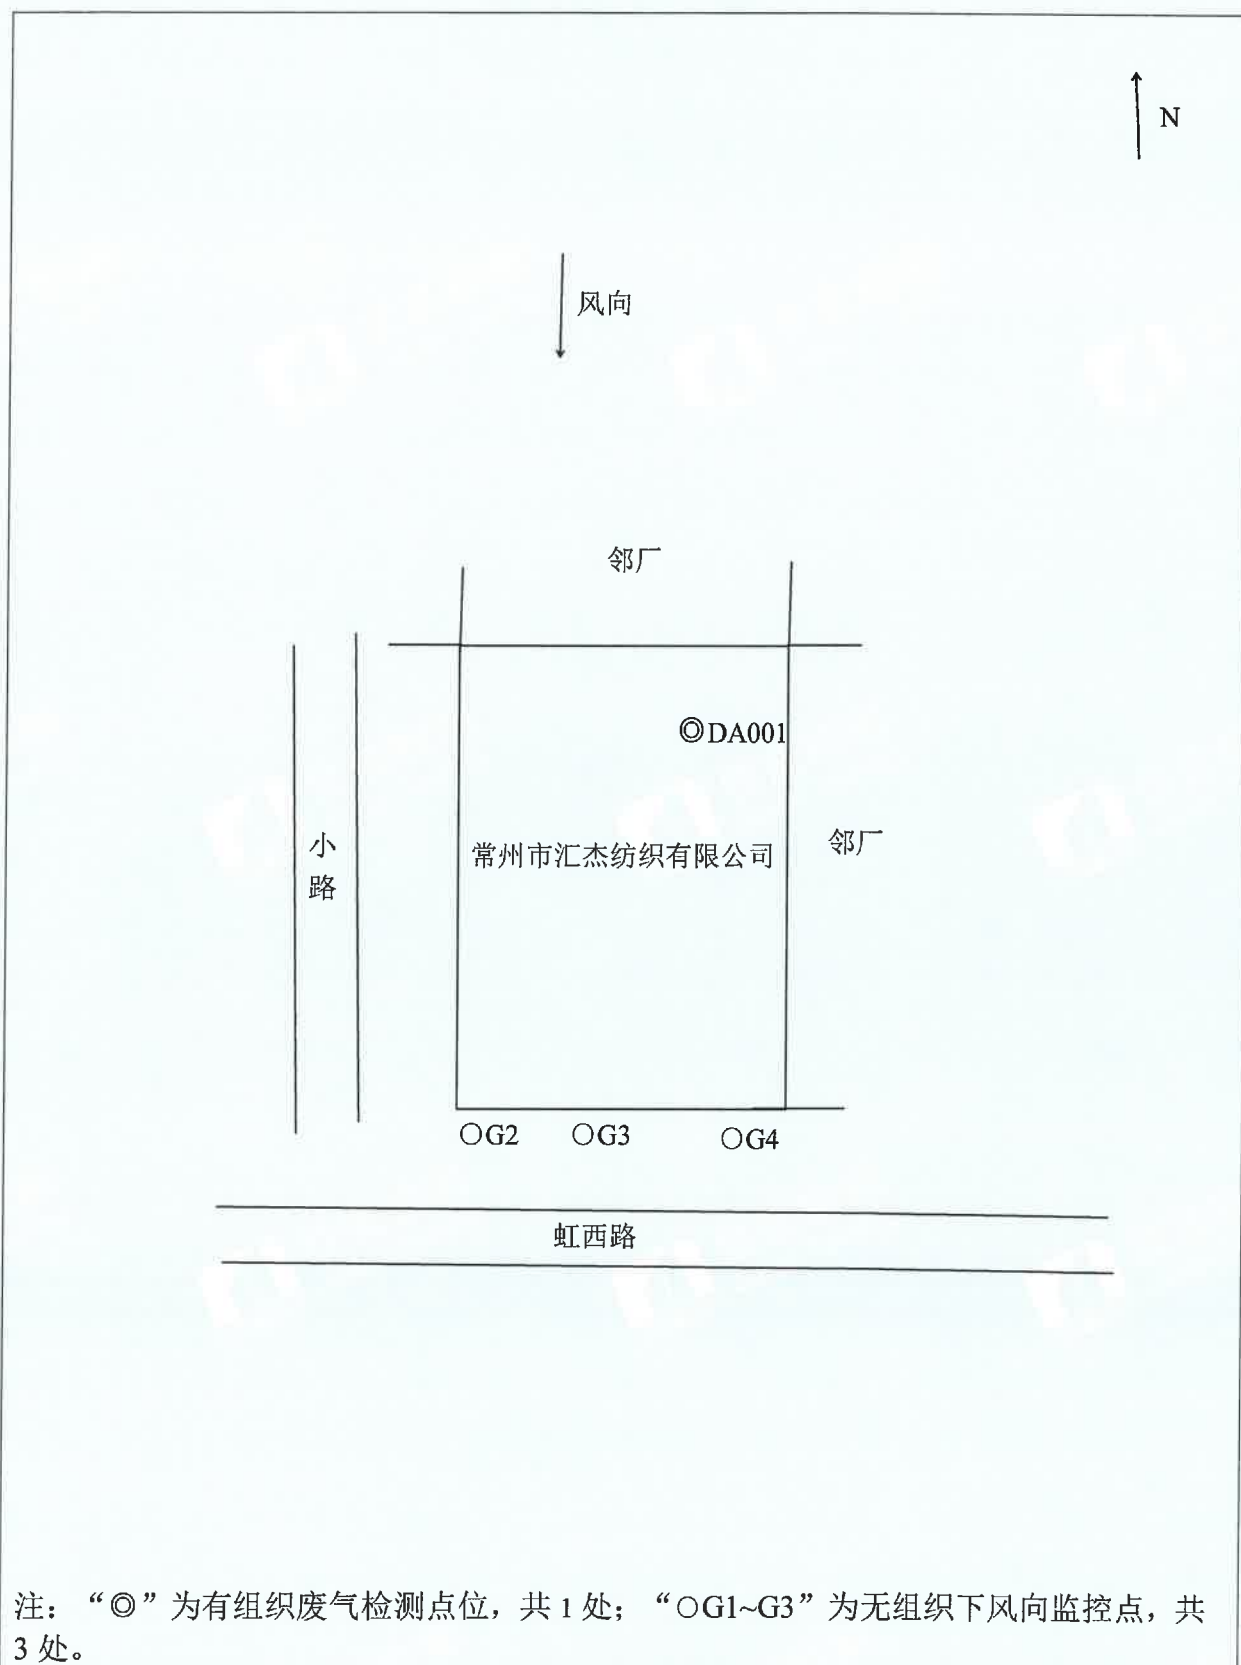 N
风向
邻厂
◎DA001
小
路
常州市汇杰纺织有限公司
邻厂
○G2
○G3
○G4
虹西路
注：“◎”为有组织废气检测点位，共 1 处；“○G1~G3”为无组织下风向监控点，共
3 处。